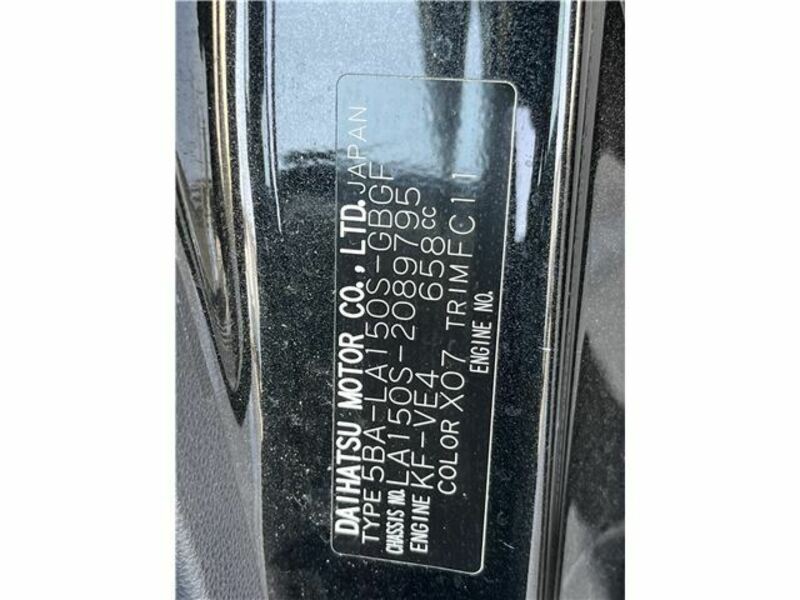 DAIHATSU MOTOR CO., LTD. JAPAN
TYPE 5BA-LA150S-GBGF
CHASSIS NO. LA150S-2089795
ENGINE KF-VE4 658cc
COLOR X07 TRIM FC11
ENGINE NO.